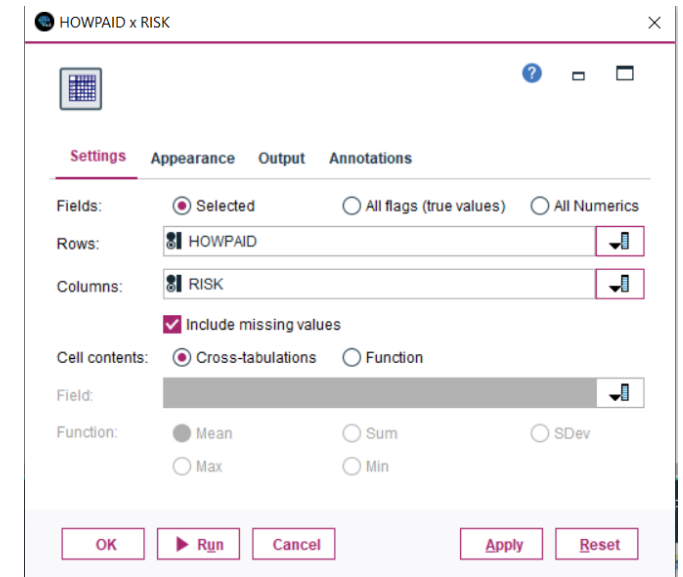 HOWPAID x RISK
Settings Appearance Output Annotations
Fields: Selected All flags (true values) All Numerics
Rows: HOWPAID
Columns: RISK
Include missing values
Cell contents: Cross-tabulations Function
Field:
Function: Mean Sum SDev
Max Min
OK Run Cancel Apply Reset